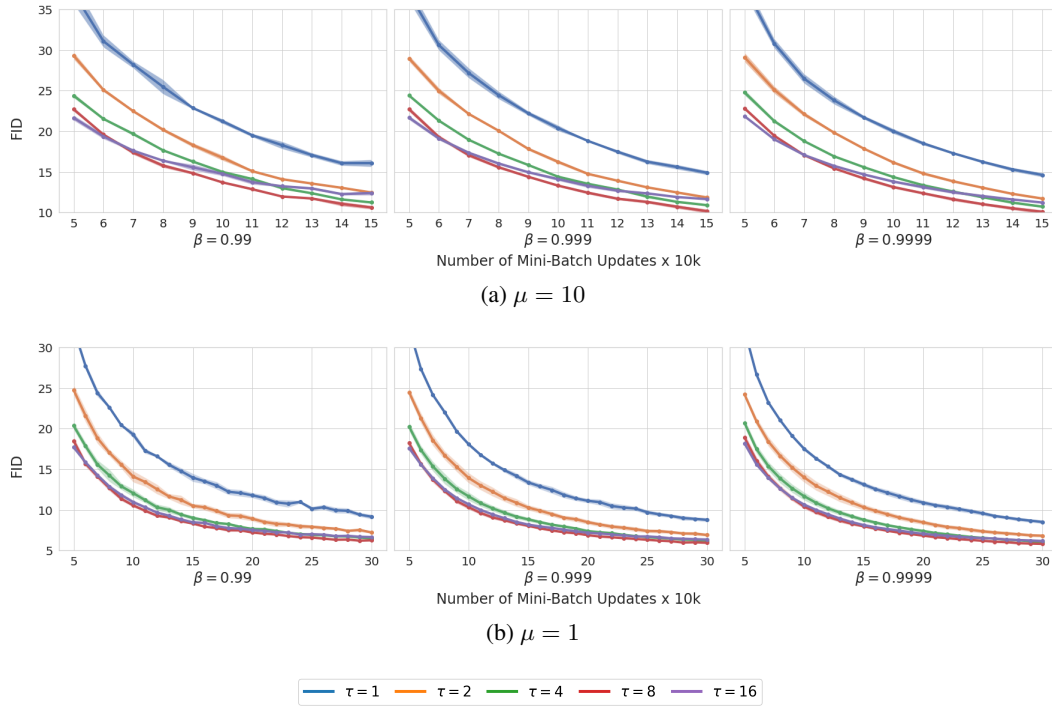 35
30
25
20
15
10
FID
5 6 7 8 9 10 11 12 13 14 15
5 6 7 8 9 10 11 12 13 14 15
5 6 7 8 9 10 11 12 13 14 15
β = 0.99
β = 0.999
β = 0.9999
Number of Mini-Batch Updates x 10k
(a) μ = 10
30
25
20
15
10
5
FID
5 10 15 20 25 30
5 10 15 20 25 30
5 10 15 20 25 30
β = 0.99
β = 0.999
β = 0.9999
Number of Mini-Batch Updates x 10k
(b) μ = 1
τ = 1 τ = 2 τ = 4 τ = 8 τ = 16